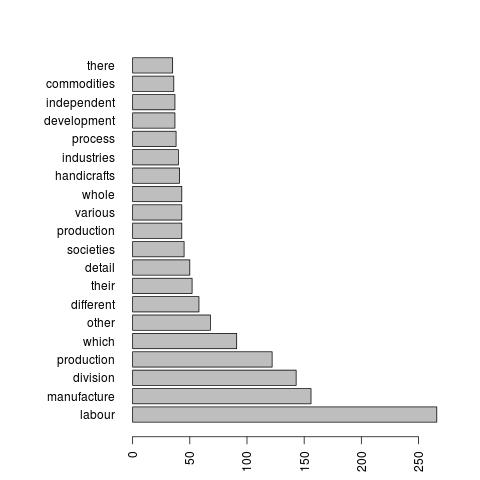 there
commodities
independent
development
process
industries
handicrafts
whole
various
production
societies
detail
their
different
other
which
production
division
manufacture
labour
0 50 100 150 200 250